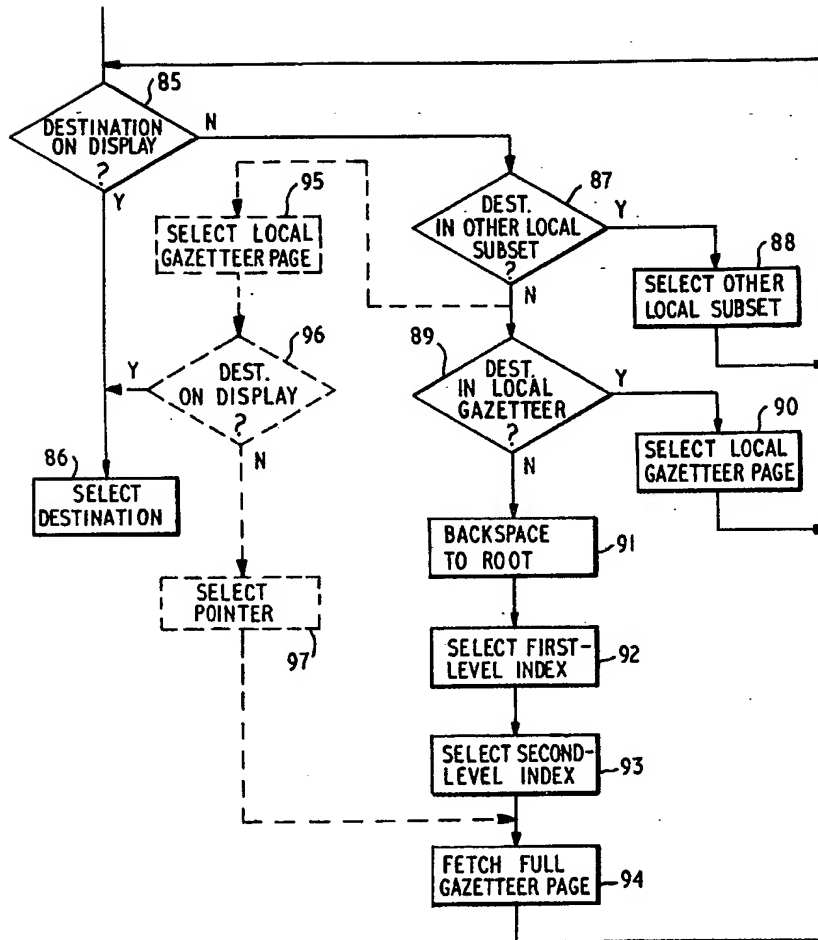 85
DESTINATION
ON DISPLAY
?
N
Y
95
SELECT LOCAL
GAZETTEER PAGE
87
DEST.
IN OTHER LOCAL
SUBSET
?
Y
N
88
SELECT OTHER
LOCAL SUBSET
96
DEST.
ON DISPLAY
?
Y
N
89
DEST.
IN LOCAL
GAZETTEER
?
Y
N
90
SELECT LOCAL
GAZETTEER PAGE
86
SELECT
DESTINATION
BACKSPACE
TO ROOT
91
SELECT
POINTER
97
SELECT FIRST-
LEVEL INDEX
92
SELECT SECOND-
LEVEL INDEX
93
FETCH FULL
GAZETTEER PAGE
94